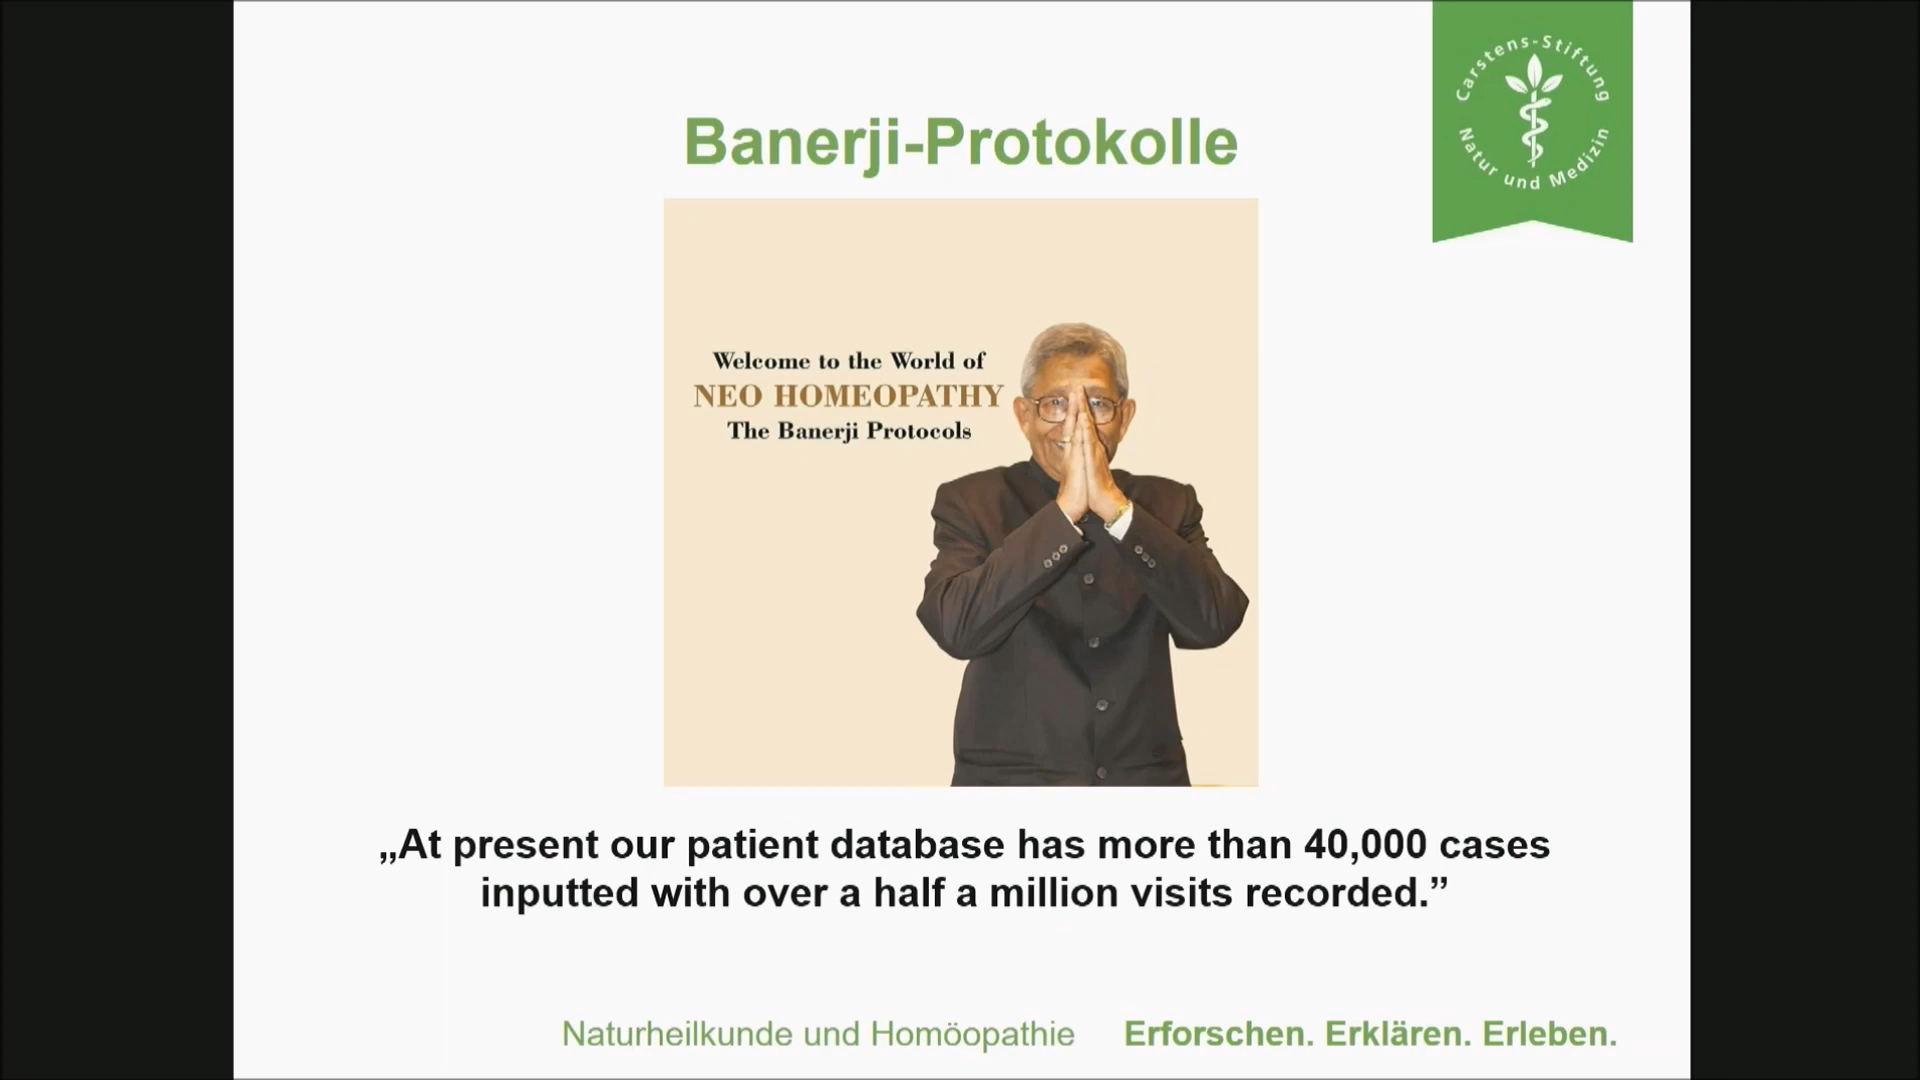 Carstens-Stiftung
Natur und Medizin
Banerji-Protokolle
Welcome to the World of
NEO HOMEOPATHY
The Banerji Protocols
„At present our patient database has more than 40,000 cases
inputted with over a half a million visits recorded.”
Naturheilkunde und Homöopathie Erforschen. Erklären. Erleben.